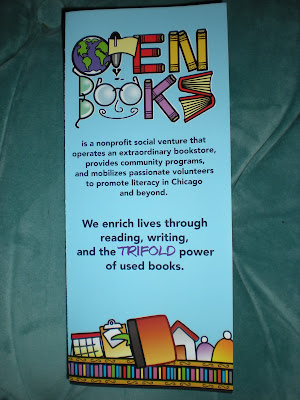 OPEN
BOOKS
is a nonprofit social venture that
operates an extraordinary bookstore,
provides community programs,
and mobilizes passionate volunteers
to promote literacy in Chicago
and beyond.
We enrich lives through
reading, writing,
and the TRIFOLD power
of used books.